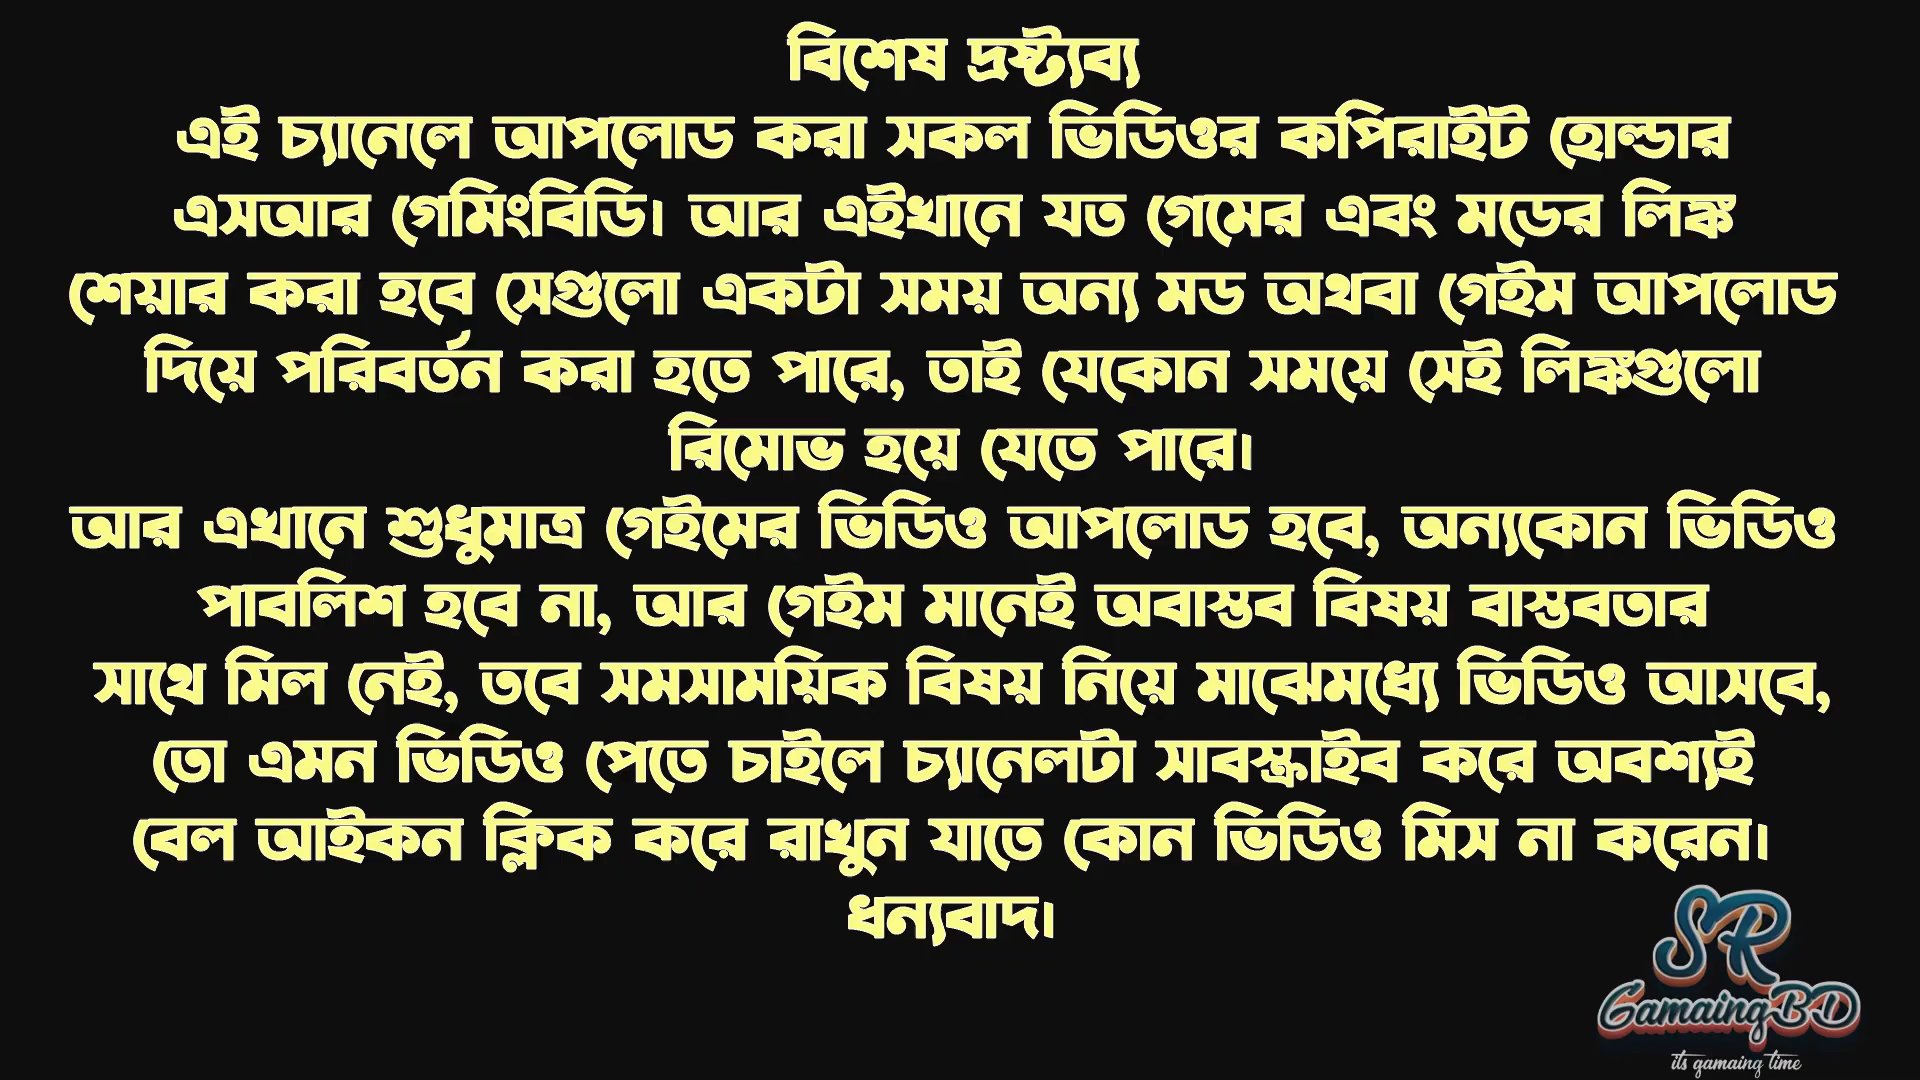 বিশেষ দ্রষ্ট্যব্য
এই চ্যানেলে আপলোড করা সকল ভিডিওর কপিরাইট হোল্ডার
এসআর গেমিংবিডি। আর এইখানে যত গেমের এবং মডের লিঙ্ক
শেয়ার করা হবে সেগুলো একটা সময় অন্য মড অথবা গেইম আপলোড
দিয়ে পরিবর্তন করা হতে পারে, তাই যেকোন সময়ে সেই লিঙ্কগুলো
রিমোভ হয়ে যেতে পারে।
আর এখানে শুধুমাত্র গেইমের ভিডিও আপলোড হবে, অন্যকোন ভিডিও
পাবলিশ হবে না, আর গেইম মানেই অবাস্তব বিষয় বাস্তবতার
সাথে মিল নেই, তবে সমসাময়িক বিষয় নিয়ে মাঝেমধ্যে ভিডিও আসবে,
তো এমন ভিডিও পেতে চাইলে চ্যানেলটা সাবস্ক্রাইব করে অবশ্যই
বেল আইকন ক্লিক করে রাখুন যাতে কোন ভিডিও মিস না করেন।
ধন্যবাদ।
SR
GamaingBD
its gamaing time